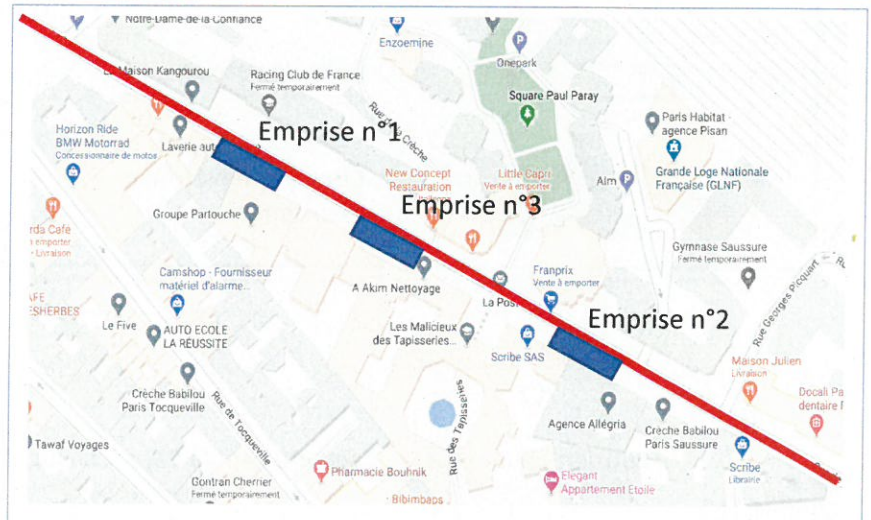 Notre-Dame-de-la-Confiance
Enzoemine
Onepark
La Maison Kangourou
Racing Club de France
Fermé temporairement
Square Paul Paray
Paris Habitat -
agence Pisan
Horizon Ride
BMW Motorrad
Concessionnaire de motos
Laverie
Emprise n°1
Rue de la Crèche
Grande Loge Nationale
Française (GLNF)
New Concept
Restauration
Little Capri
Vente à emporter
Alm
Groupe Partouche
Emprise n°3
rda Cafe
à emporter
- Livraison
Gymnase Saussure
Fermé temporairement
Camshop - Fournisseur
matériel d'alarme...
A Akim Nettoyage
Franprix
Vente à emporter
Rue Georges Picquart
AFE
ESHERBES
Le Five
AUTO ECOLE
LA RÉUSSITE
La Post
Les Malicieux
des Tapisseries...
Scribe SAS
Emprise n°2
Maison Julien
Livraison
Crèche Babilou
Paris Tocqueville
Rue de Tocqueville
Rue des Tapisseries
Agence Allégria
Crèche Babilou
Paris Saussure
Docali Pa
dentaire
Tawaf Voyages
Pharmacie Bouhnik
Scribe
Librairie
Gontran Cherrier
Fermé temporairement
Bibimbaps
Elegant
Appartement Etoile